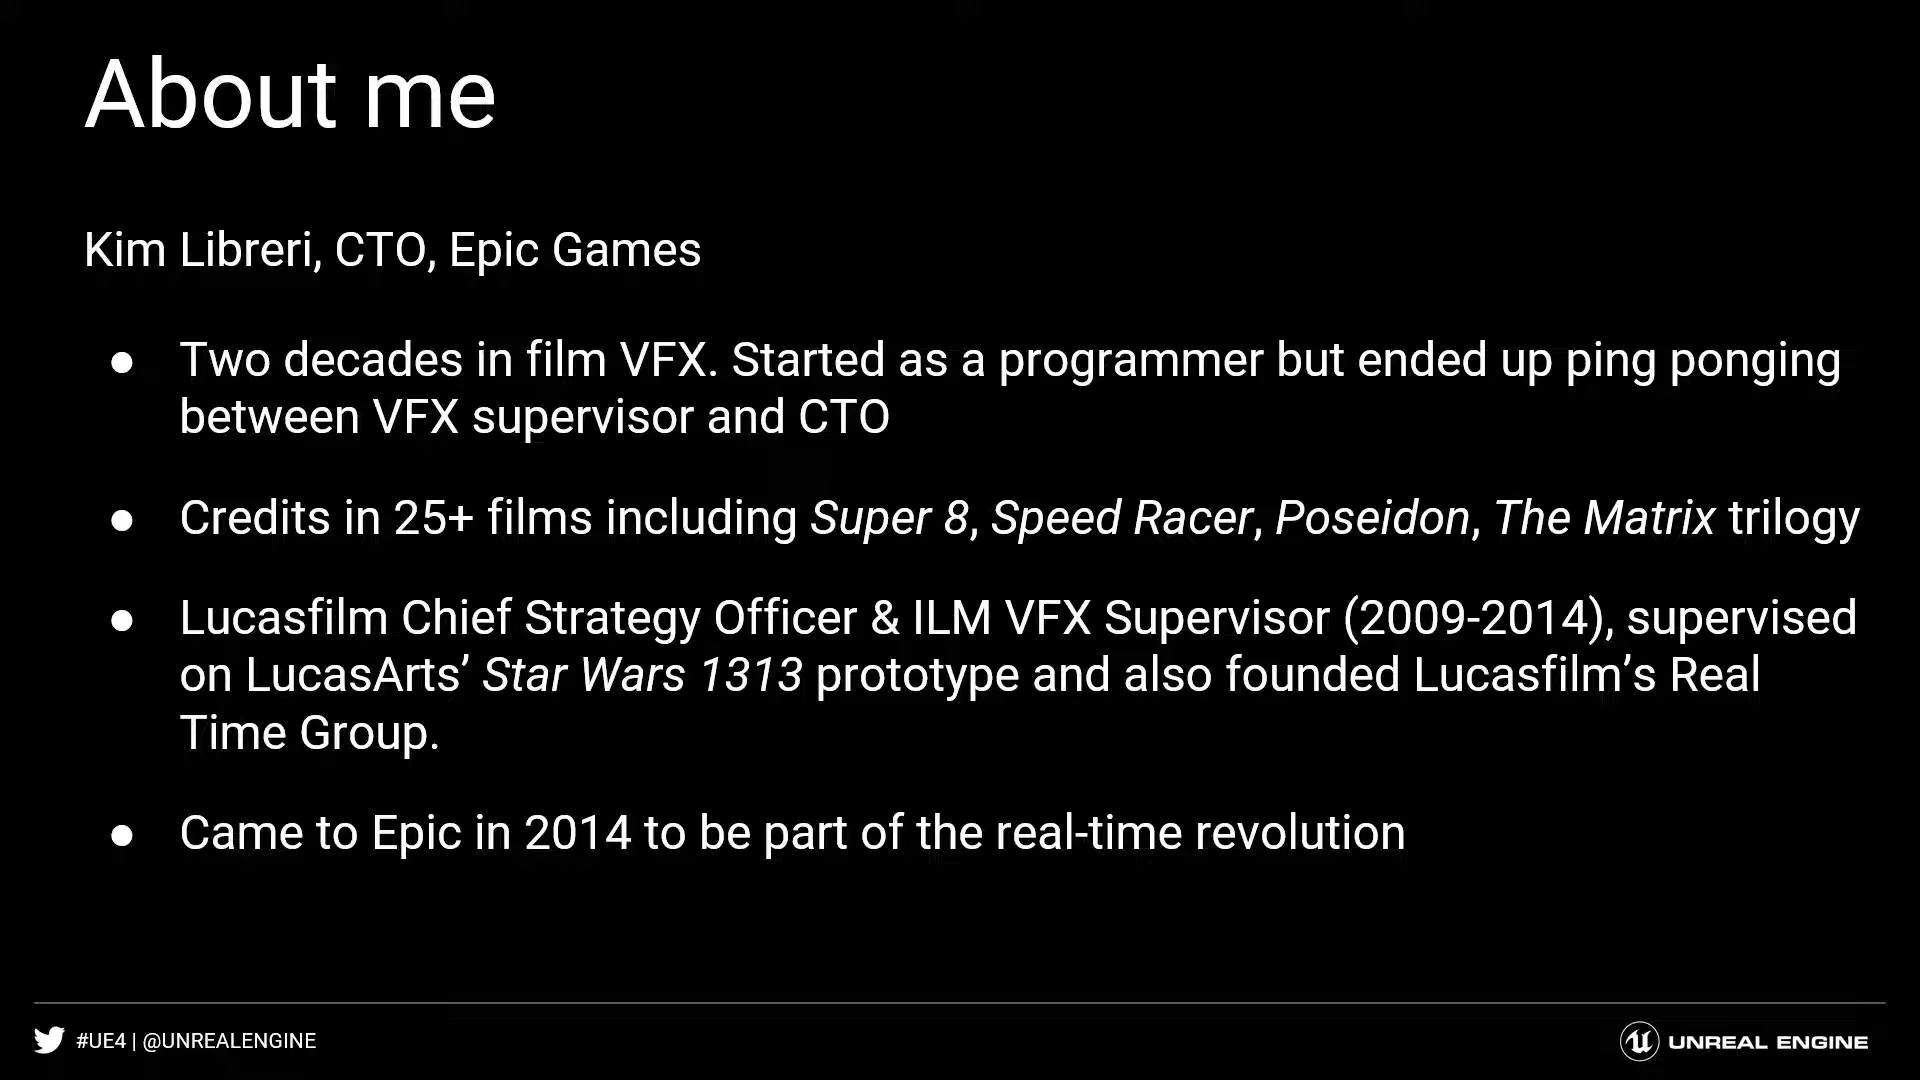 About me
Kim Libreri, CTO, Epic Games
● Two decades in film VFX. Started as a programmer but ended up ping ponging
between VFX supervisor and CTO
● Credits in 25+ films including Super 8, Speed Racer, Poseidon, The Matrix trilogy
● Lucasfilm Chief Strategy Officer & ILM VFX Supervisor (2009-2014), supervised
on LucasArts’ Star Wars 1313 prototype and also founded Lucasfilm’s Real
Time Group.
● Came to Epic in 2014 to be part of the real-time revolution
#UE4 | @UNREALENGINE
UNREAL ENGINE